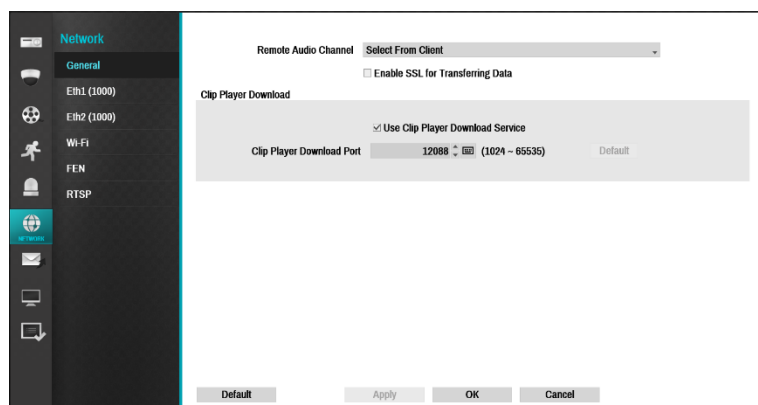 Network
General
Eth1 (1000)
Eth2 (1000)
Wi-Fi
FEN
RTSP
NETWORK
Remote Audio Channel Select From Client
Enable SSL for Transferring Data
Clip Player Download
Use Clip Player Download Service
Clip Player Download Port 12088 (1024 ~ 65535) Default
Default Apply OK Cancel